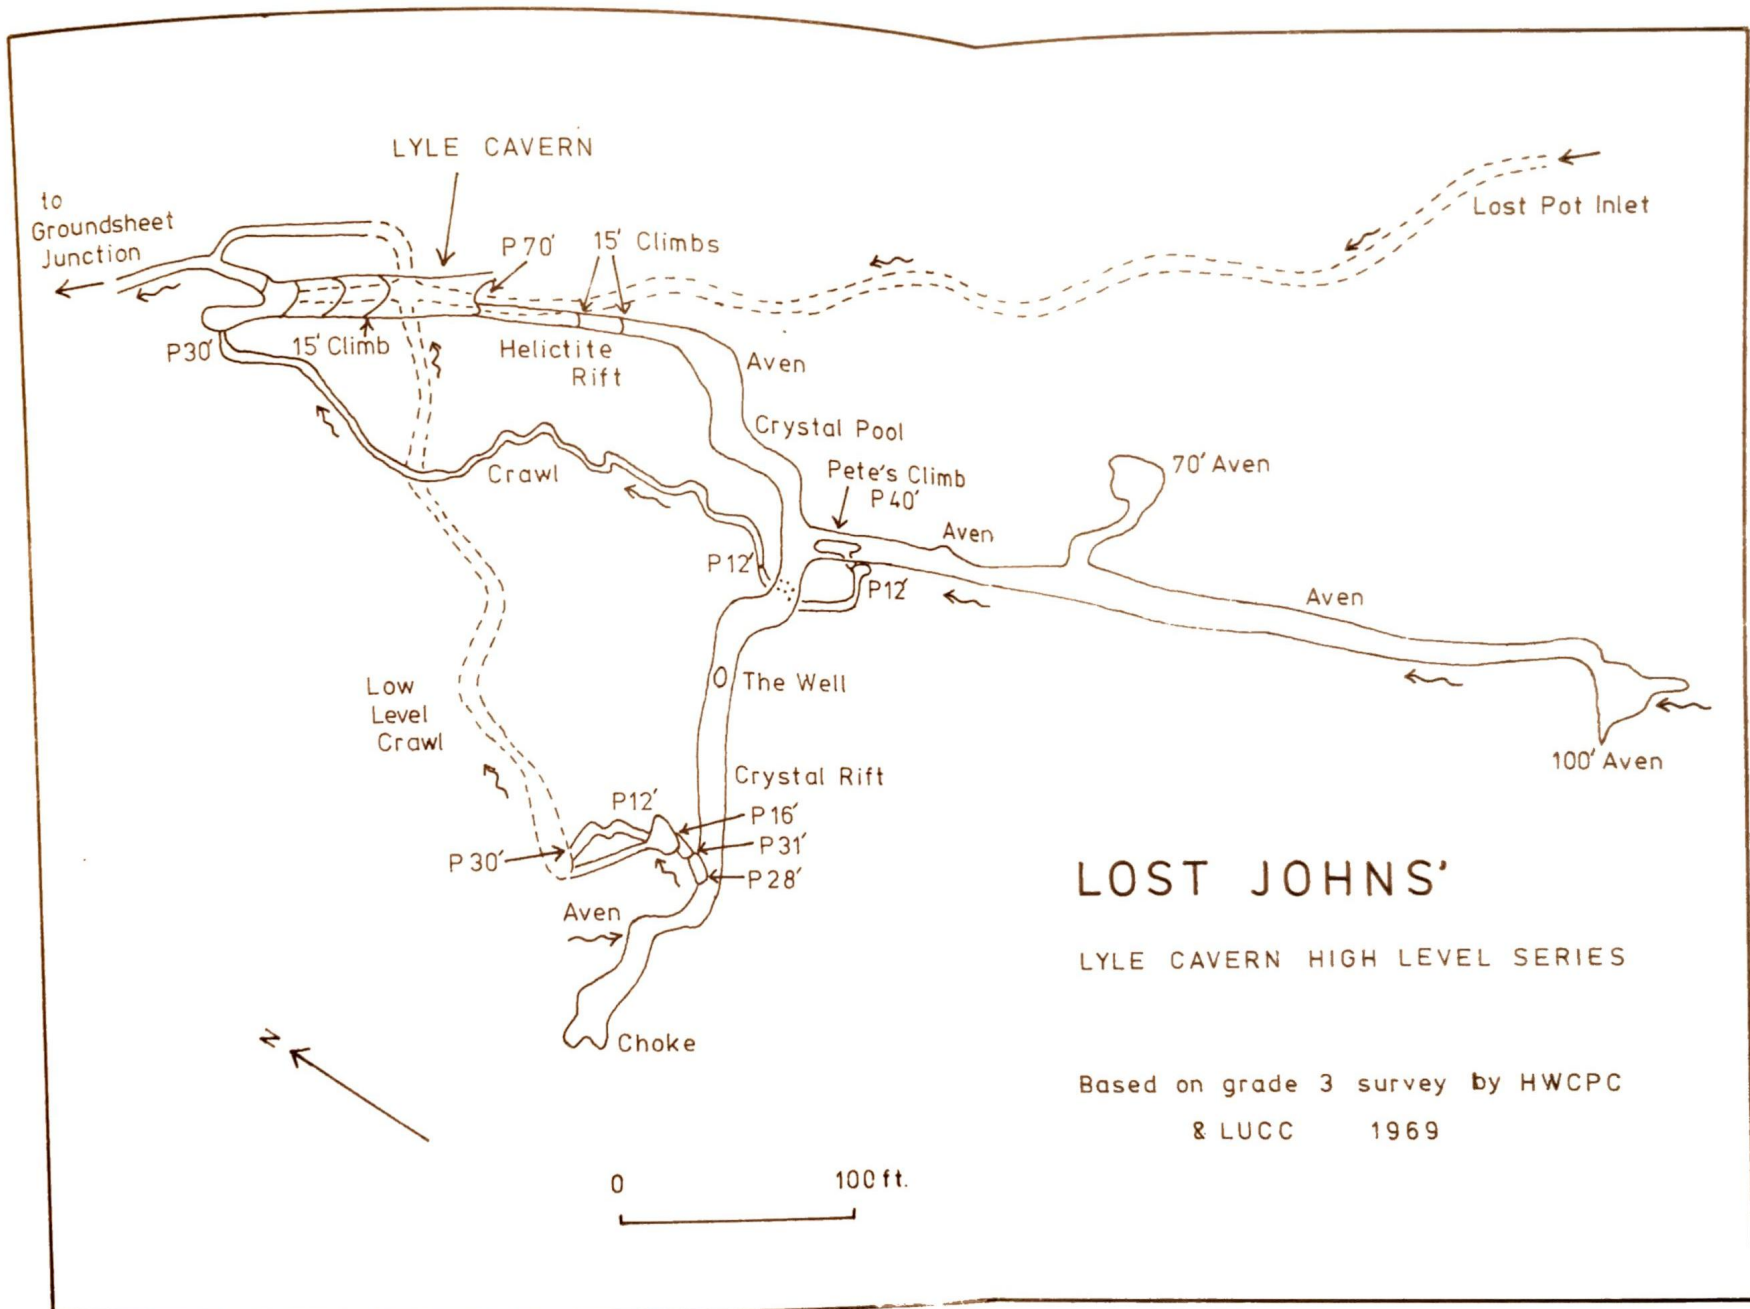 LYLE CAVERN
to
Groundsheet
Junction
P 70'
15' Climbs
Lost Pot Inlet
P30'
15' Climb
Helictite
Rift
Aven
Crystal Pool
Crawl
Pete's Climb
P40'
70' Aven
Aven
P12'
P12'
Aven
The Well
Low
Level
Crawl
Crystal Rift
100' Aven
P12'
P16'
P31'
P30'
P28'
Aven
Choke
N
LOST JOHNS'
LYLE CAVERN HIGH LEVEL SERIES
Based on grade 3 survey by HWCPC
& LUCC 1969
0 100 ft.